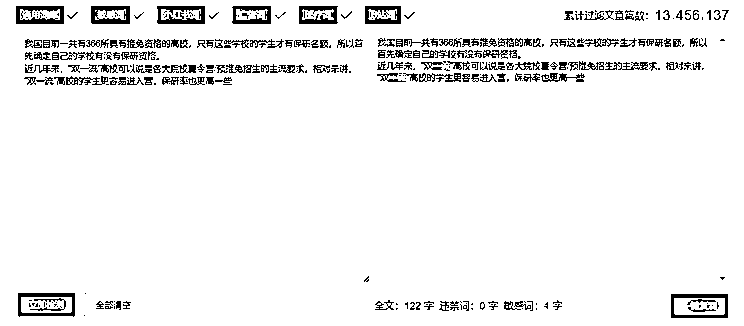 累计过滤文章篇数：13,456,137
我国目前一共有366所具有推免资格的高校，只有这些学校的学生才有保研名额，所以首
先确定自己的学校有没有保研资格。
近几年来，“双一流”高校可以说是各大院校夏令营/预推免招生的主流要求。相对来讲，
“双一流”高校的学生更容易进入营，保研率也更高一些
我国目前一共有366所具有推免资格的高校，只有这些学校的学生才有保研名额，所以
首先确定自己的学校有没有保研资格。
近几年来，“双 高校可以说是各大院校夏令营/预推免招生的主流要求。相对来讲，
“双 高校的学生更容易进入营，保研率也更高一些
全部清空
全文：122 字 违禁词：0 字 敏感词：4 字